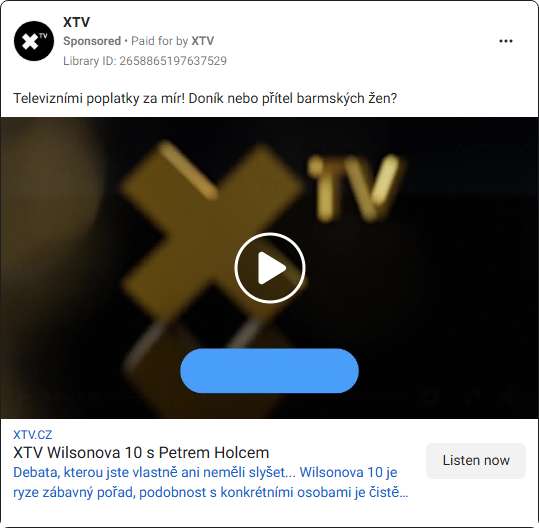 XTV
Sponsored • Paid for by XTV
Library ID: 2658865197637529
Televizními poplatky za mír! Doník nebo přítel barmských žen?
XTV
XTV.CZ
XTV Wilsonova 10 s Petrem Holcem
Debata, kterou jste vlastně ani neměli slyšet... Wilsonova 10 je
ryze zábavný pořad, podobnost s konkrétními osobami je čistě…
Listen now